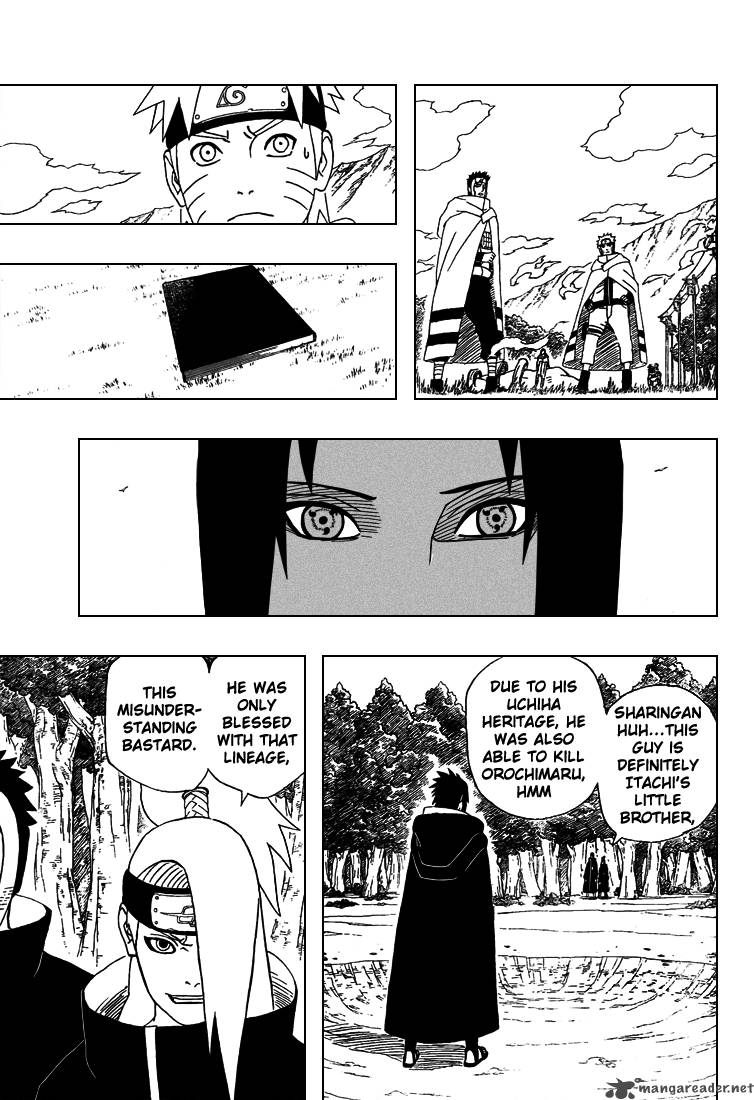 SHARINGAN
HUH...THIS
GUY IS
DEFINITELY
ITACHI'S
LITTLE
BROTHER,
DUE TO HIS
UCHIHA
HERITAGE, HE
WAS ALSO
ABLE TO KILL
OROCHIMARU,
HMM
HE WAS
ONLY
BLESSED
WITH THAT
LINEAGE,
THIS
MISUNDER-
STANDING
BASTARD.
mangareader.net